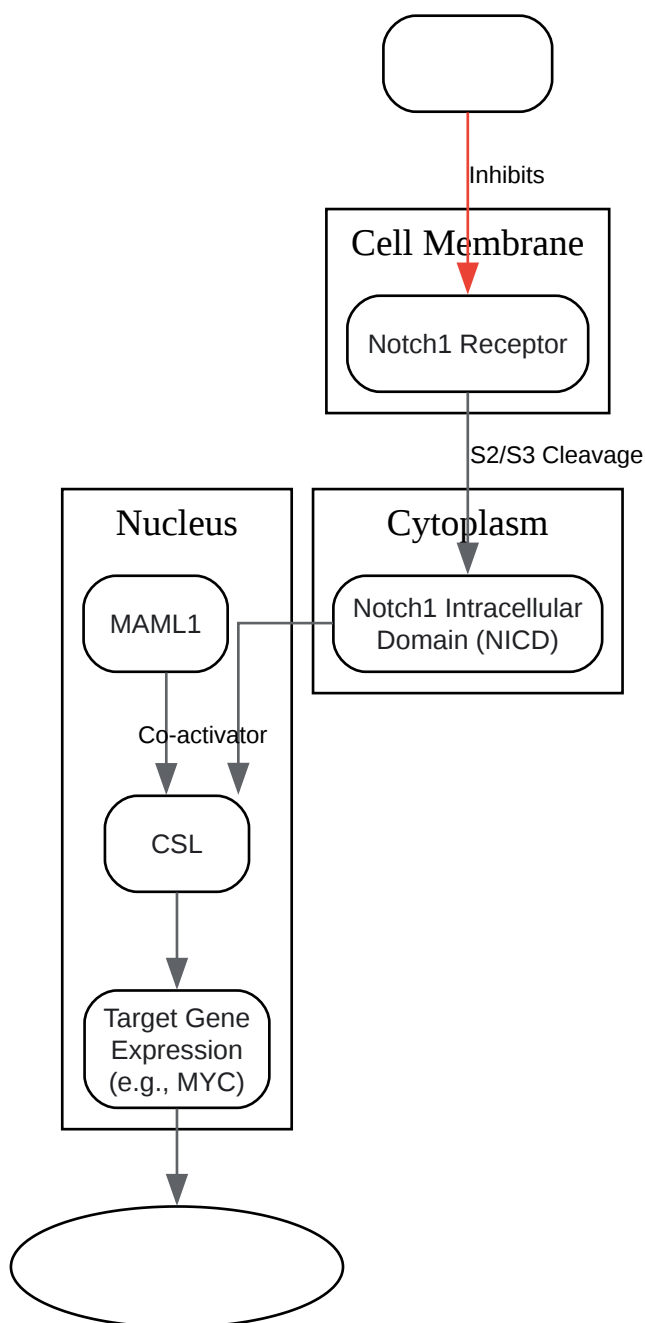 Inhibits
Cell Membrane
Notch1 Receptor
S2/S3 Cleavage
Nucleus
Cytoplasm
MAML1
Notch1 Intracellular
Domain (NICD)
Co-activator
CSL
Target Gene
Expression
(e.g., MYC)